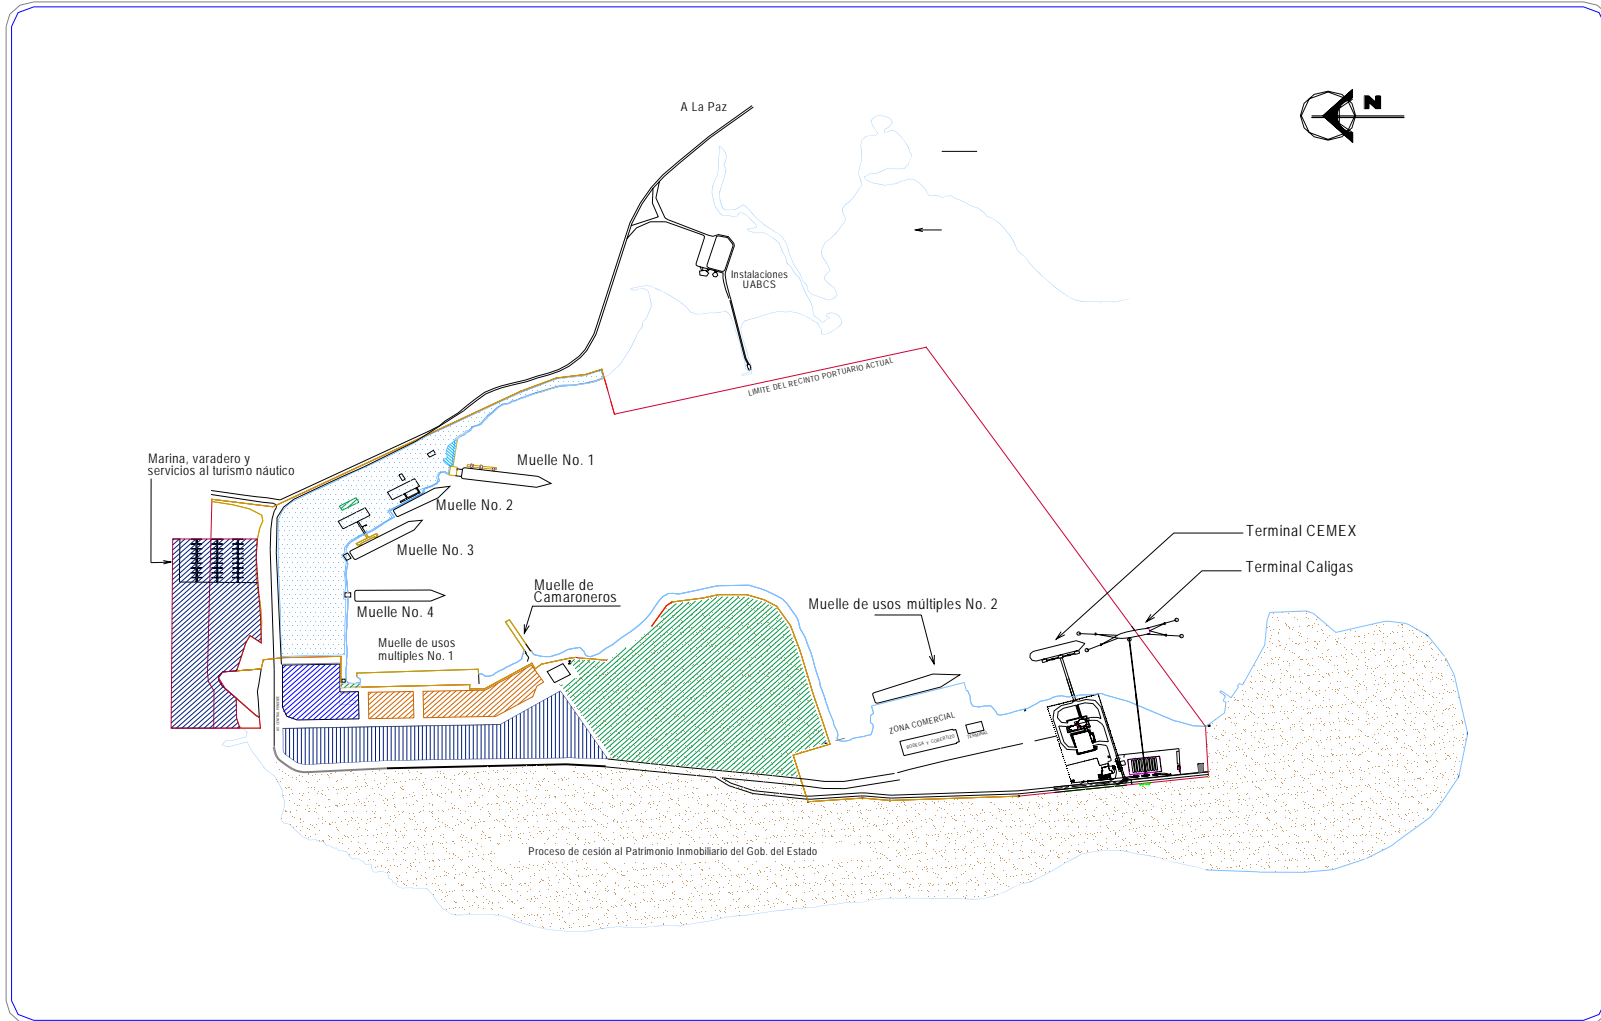 A La Paz
N
Instalaciones
UABCS
LIMITE DEL RECINTO PORTUARIO ACTUAL
Marina, varadero y
servicios al turismo náutico
Muelle No. 1
Muelle No. 2
Muelle No. 3
Muelle No. 4
Muelle de
Camaroneros
Muelle de usos
multiples No. 1
Muelle de usos múltiples No. 2
Terminal CEMEX
Terminal Caligas
ZONA COMERCIAL
BODEGA Y COBERTIZO
TERMINAL
Proceso de cesión al Patrimonio Inmobiliario del Gob. del Estado